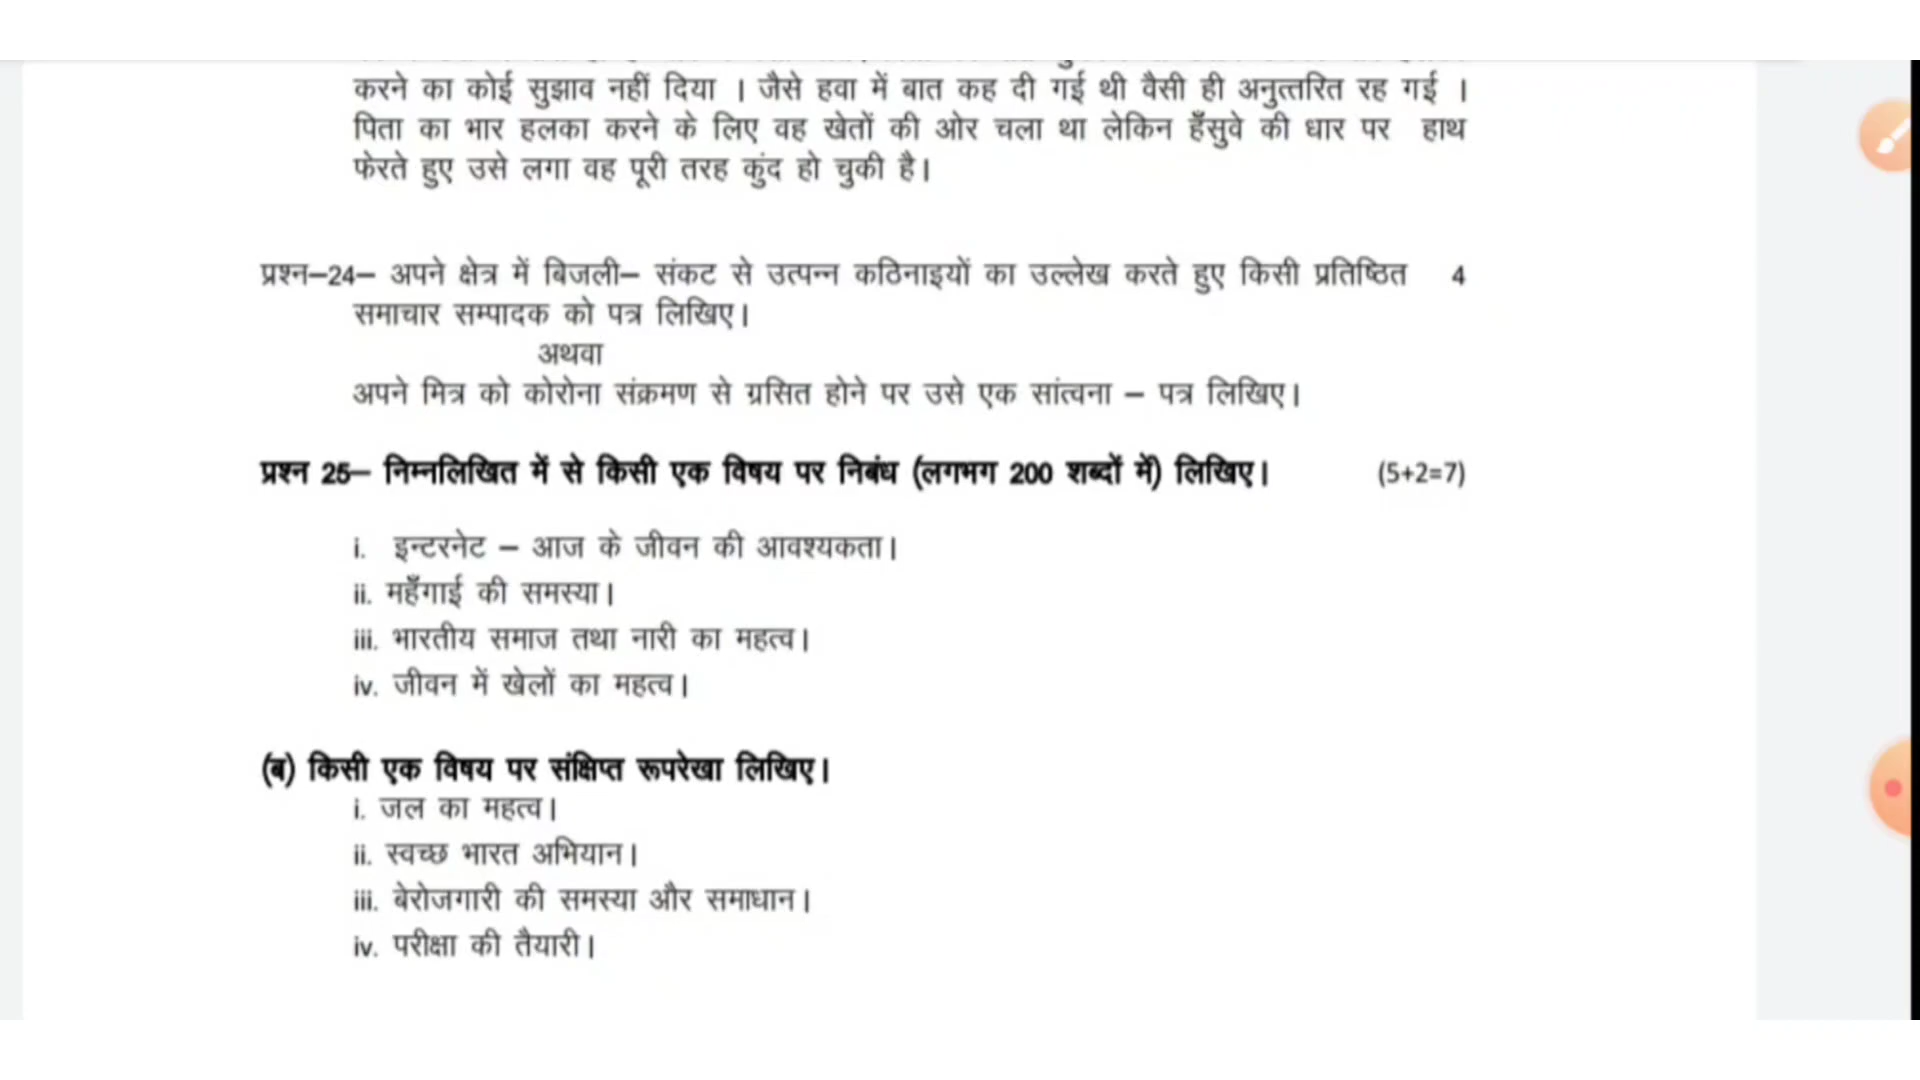 करने का कोई सुझाव नहीं दिया । जैसे हवा में बात कह दी गई थी वैसी ही अनुत्तरित रह गई ।
पिता का भार हलका करने के लिए वह खेतों की ओर चला था लेकिन हँसुवे की धार पर हाथ
फेरते हुए उसे लगा वह पूरी तरह कुंद हो चुकी है।
प्रश्न–24– अपने क्षेत्र में बिजली– संकट से उत्पन्न कठिनाइयों का उल्लेख करते हुए किसी प्रतिष्ठित 4
समाचार सम्पादक को पत्र लिखिए।
अथवा
अपने मित्र को कोरोना संक्रमण से ग्रसित होने पर उसे एक सांत्वना – पत्र लिखिए।
प्रश्न 25– निम्नलिखित में से किसी एक विषय पर निबंध (लगभग 200 शब्दों में) लिखिए। (5+2=7)
i. इन्टरनेट – आज के जीवन की आवश्यकता।
ii. महँगाई की समस्या।
iii. भारतीय समाज तथा नारी का महत्व।
iv. जीवन में खेलों का महत्व।
(ब) किसी एक विषय पर संक्षिप्त रूपरेखा लिखिए।
i. जल का महत्व।
ii. स्वच्छ भारत अभियान।
iii. बेरोजगारी की समस्या और समाधान।
iv. परीक्षा की तैयारी।